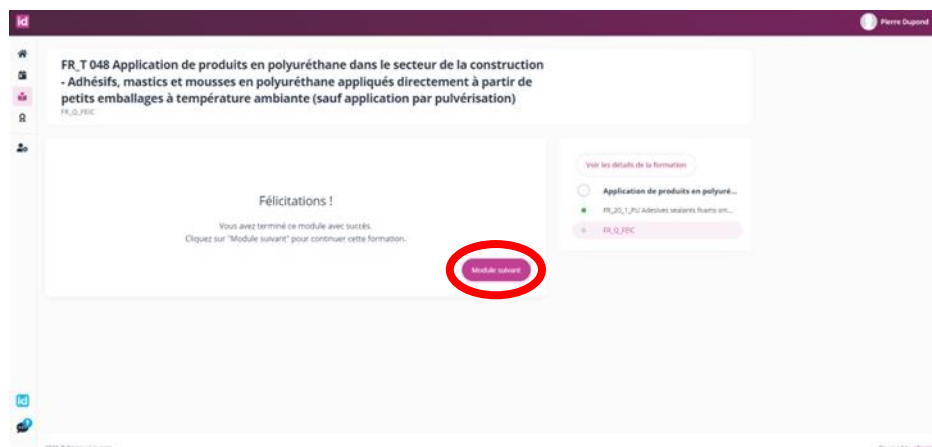 id
Pierre Dupond
FR_T 048 Application de produits en polyuréthane dans le secteur de la construction
- Adhésifs, mastics et mousses en polyuréthane appliqués directement à partir de
petits emballages à température ambiante (sauf application par pulvérisation)
FR_Q_FEIC
Félicitations !
Vous avez terminé ce module avec succès.
Cliquez sur "Module suivant" pour continuer cette formation.
Module suivant
Voir les détails de la formation
Application de produits en polyuré...
FR_20_1_PU Adesives sealants foams sm...
FR_Q_FEIC
id